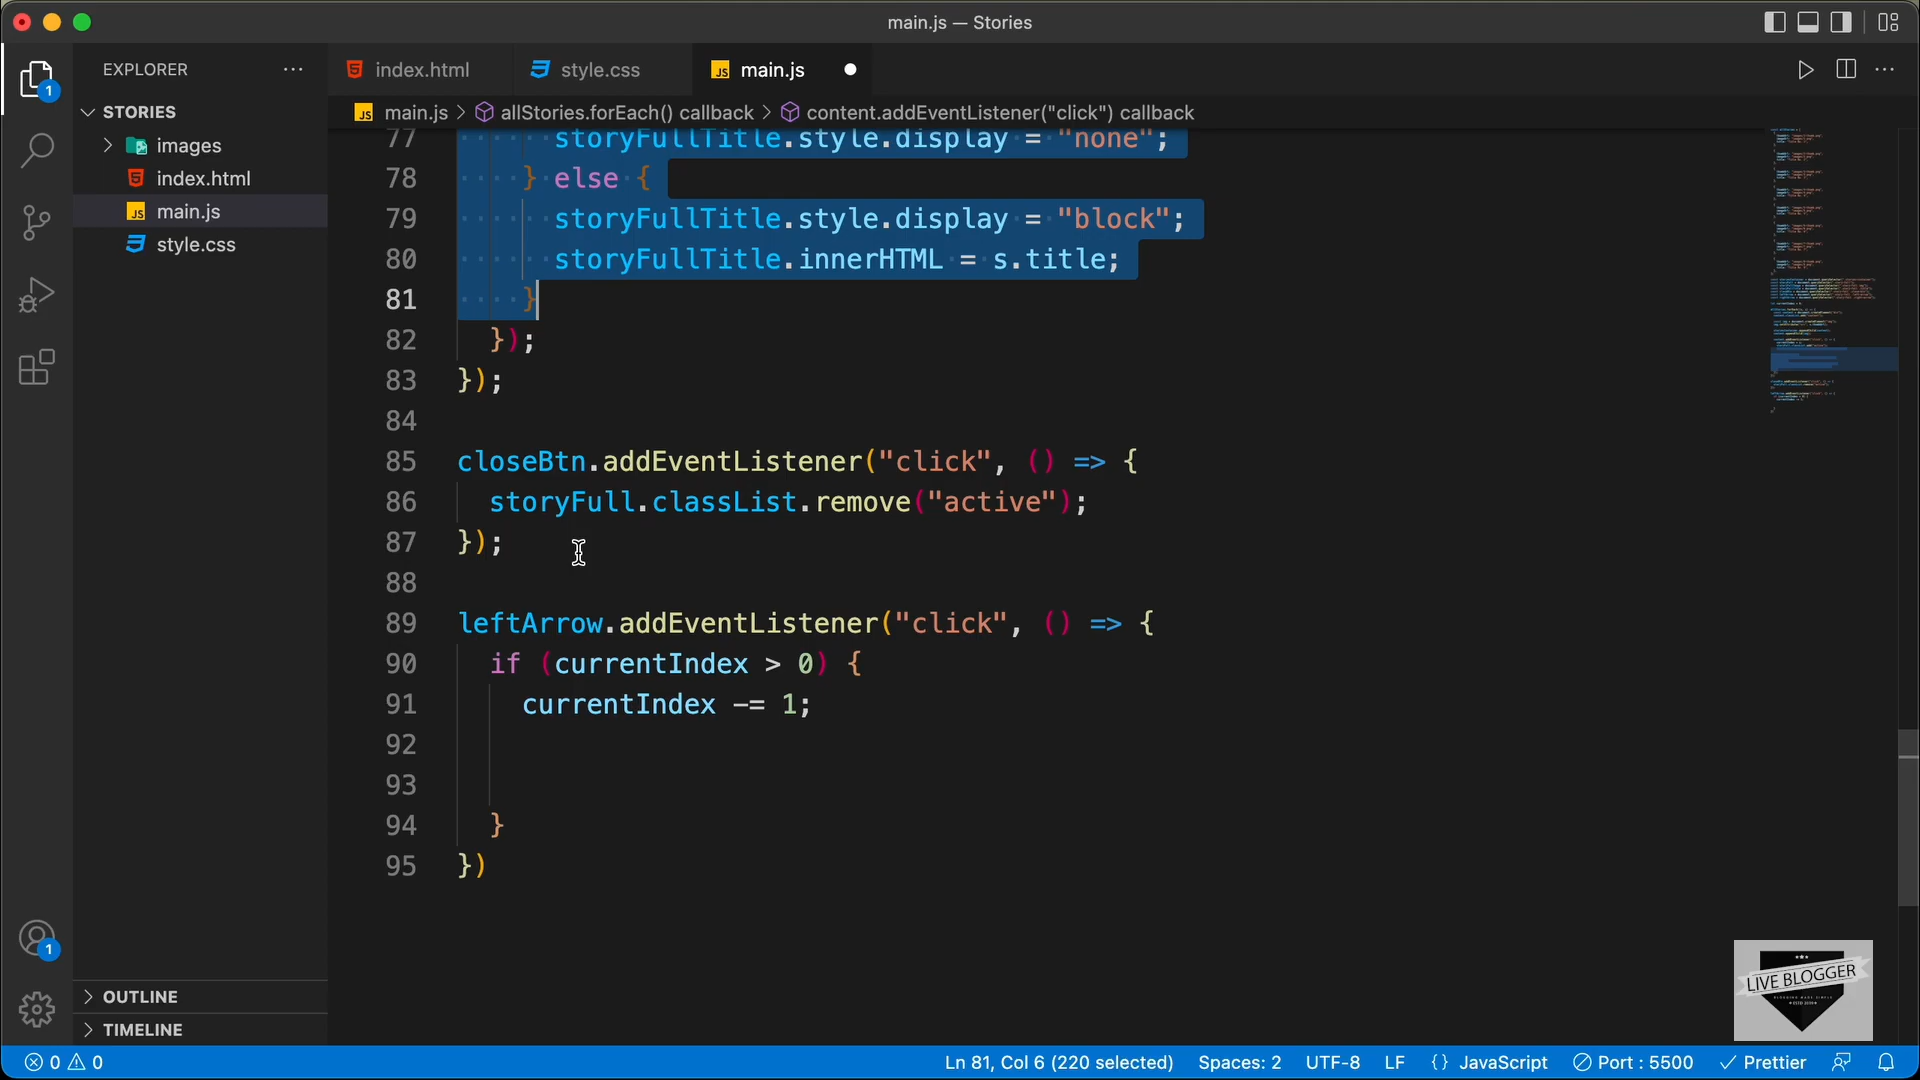 main.js — Stories
EXPLORER
index.html
style.css
main.js
STORIES
main.js > allStories.forEach() callback > content.addEventListener("click") callback
images
index.html
main.js
style.css
77 storyFullTitle.style.display = "none";
78 } else {
79 storyFullTitle.style.display = "block";
80 storyFullTitle.innerHTML = s.title;
81 }
82 });
83 });
84
85 closeBtn.addEventListener("click", () => {
86 storyFull.classList.remove("active");
87 });
88
89 leftArrow.addEventListener("click", () => {
90 if (currentIndex > 0) {
91 currentIndex -= 1;
92
93
94 }
95 })
1
1
OUTLINE
TIMELINE
LIVE BLOGGER
0 0
Ln 81, Col 6 (220 selected)
Spaces: 2
UTF-8
LF
{} JavaScript
Port : 5500
Prettier